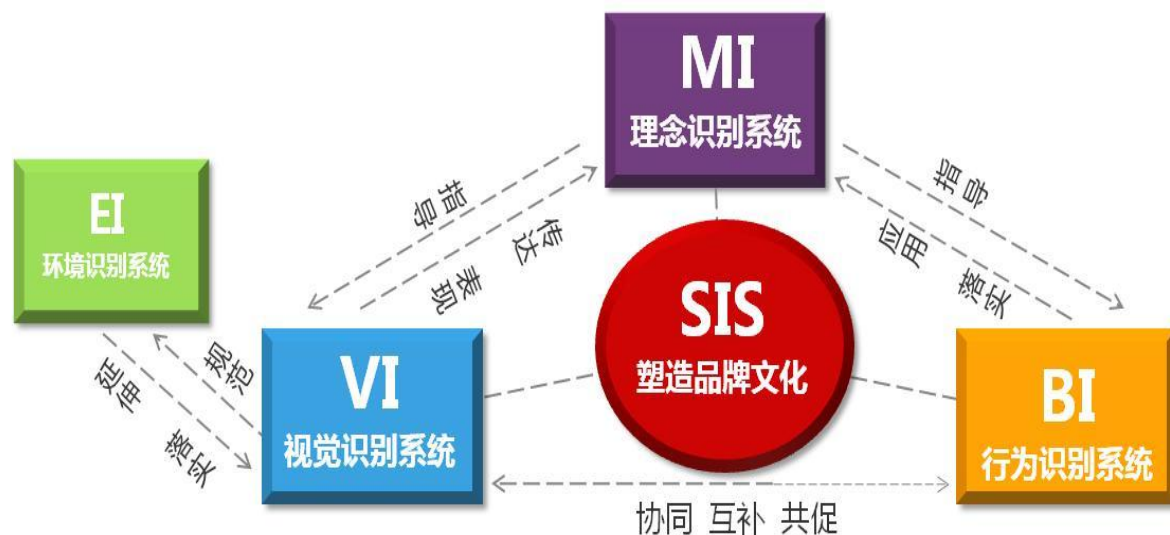 MI
理念识别系统
EI
环境识别系统
指导
传达
表现
指导
应用 落实
SIS
塑造品牌文化
规范
延伸 落实
VI
视觉识别系统
BI
行为识别系统
协同 互补 共促